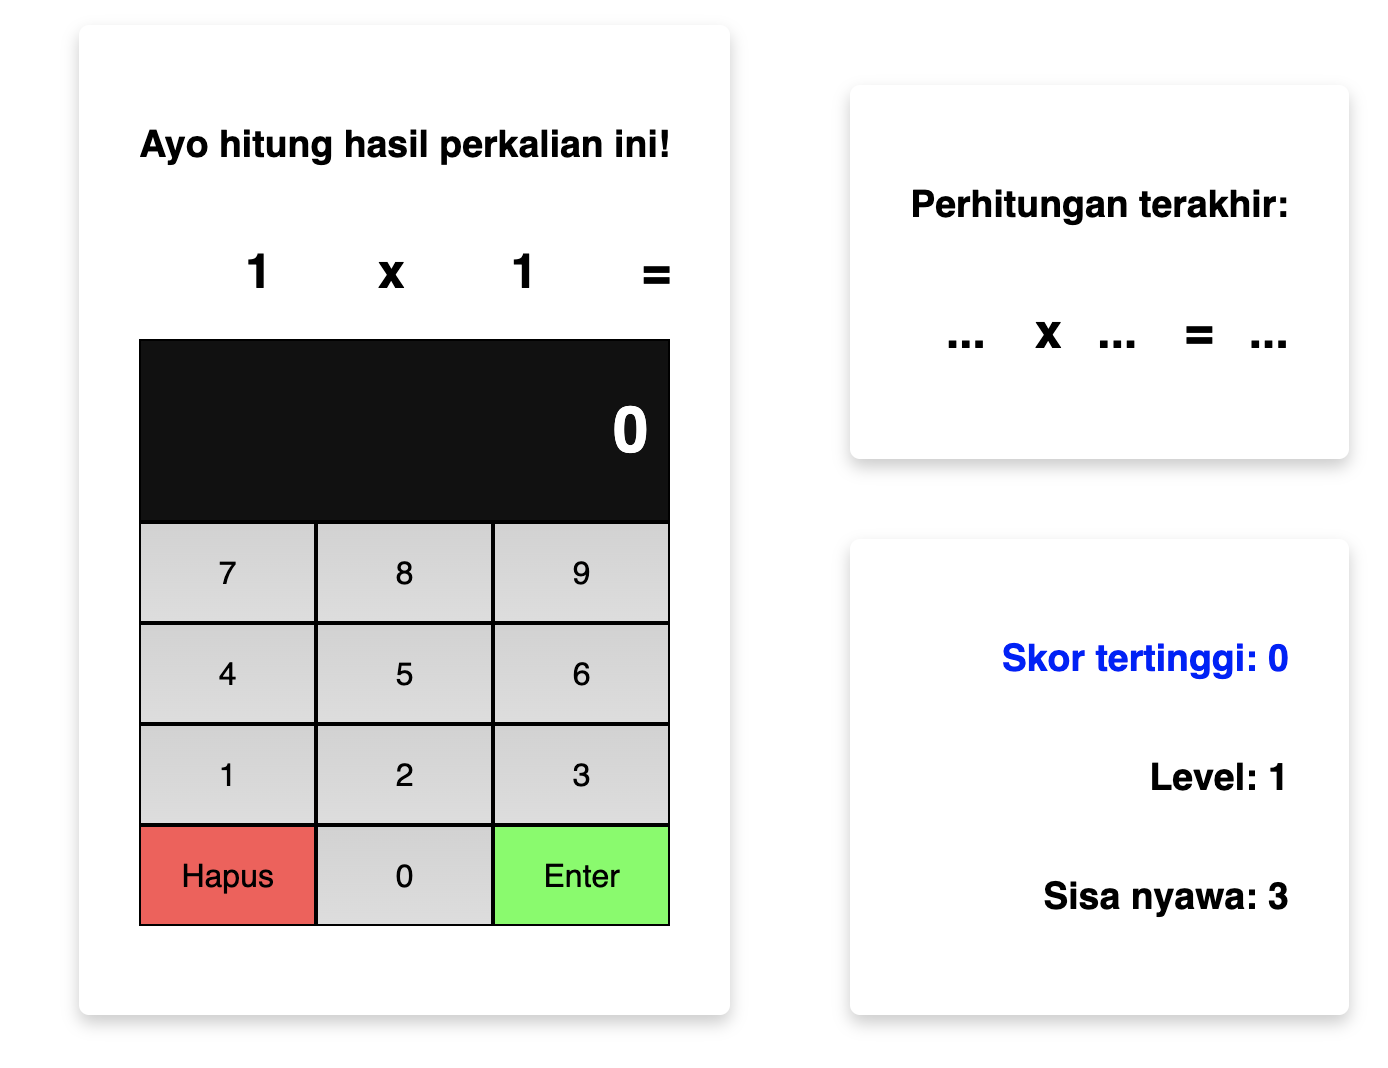 Ayo hitung hasil perkalian ini!
1 x 1 =
0
7 8 9
4 5 6
1 2 3
Hapus 0 Enter
Perhitungan terakhir:
... x ... = ...
Skor tertinggi: 0
Level: 1
Sisa nyawa: 3